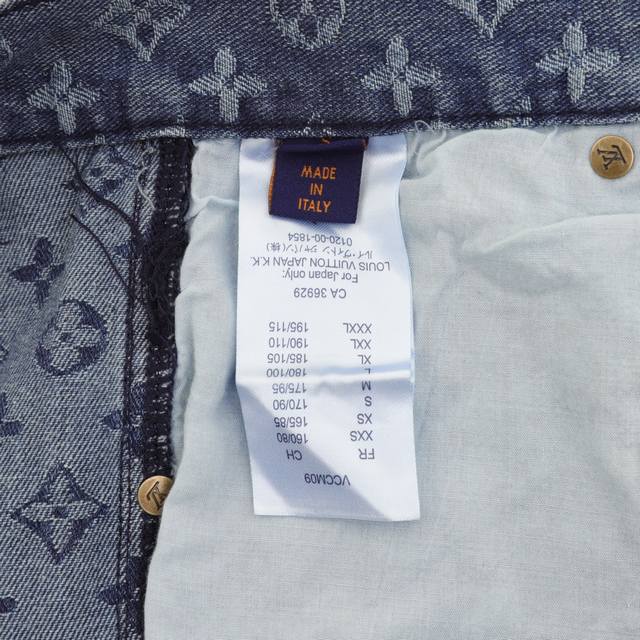 MADE
IN
ITALY
VCCM09
FR CH
XXS 160/80
XS 165/85
S 170/90
M 175/95
L 180/100
XL 185/105
XXL 190/110
XXXL 195/115
CA 36929
For Japan only:
LOUIS VUITTON JAPAN K.K.
ルイ・ヴィトン ジャパン(株)
0120-00-1854